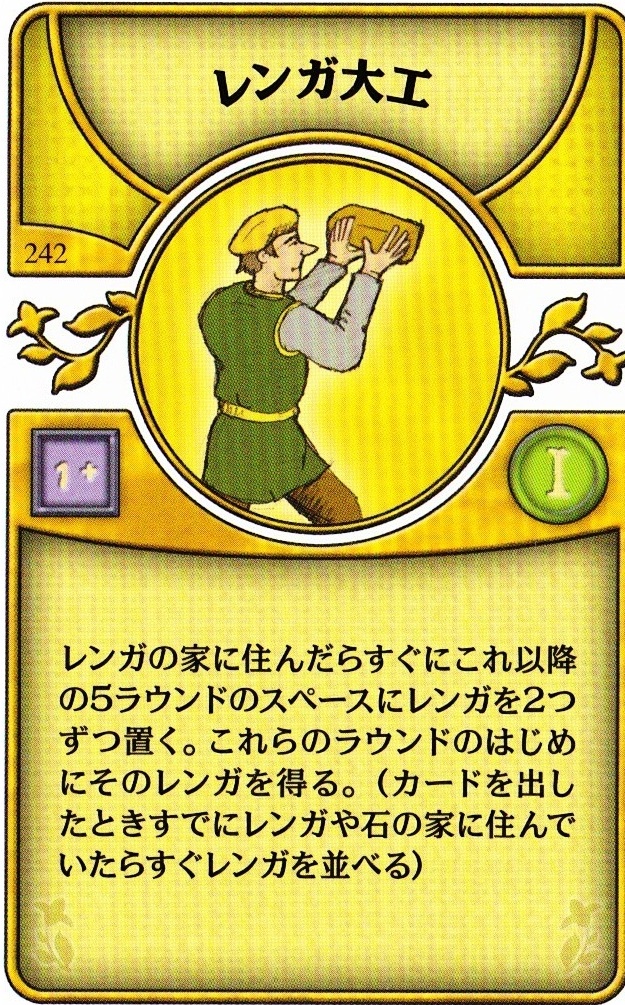 レンガ大工
242
1+
I
レンガの家に住んだらすぐにこれ以降
の5ラウンドのスペースにレンガを2つ
ずつ置く。これらのラウンドのはじめ
にそのレンガを得る。（カードを出し
たときすでにレンガや石の家に住んで
いたらすぐレンガを並べる）